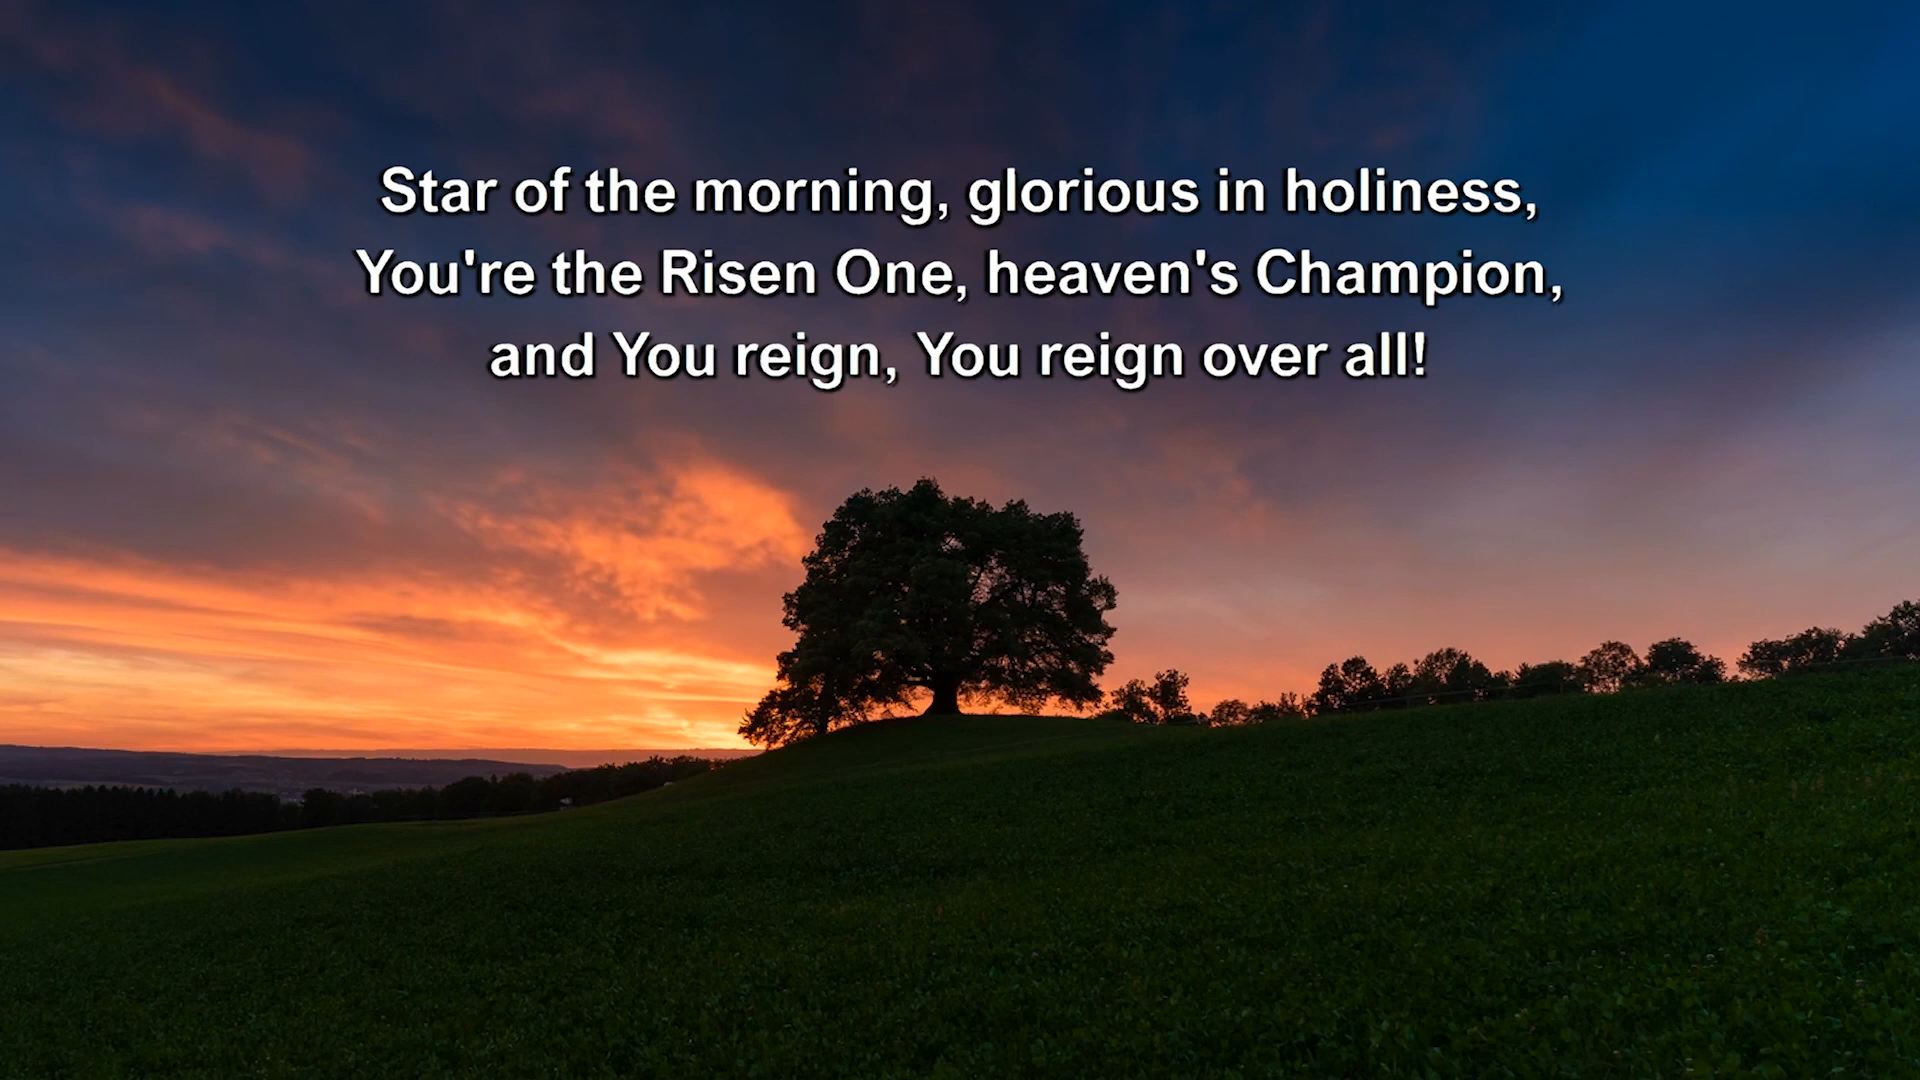 Star of the morning, glorious in holiness,
You're the Risen One, heaven's Champion,
and You reign, You reign over all!